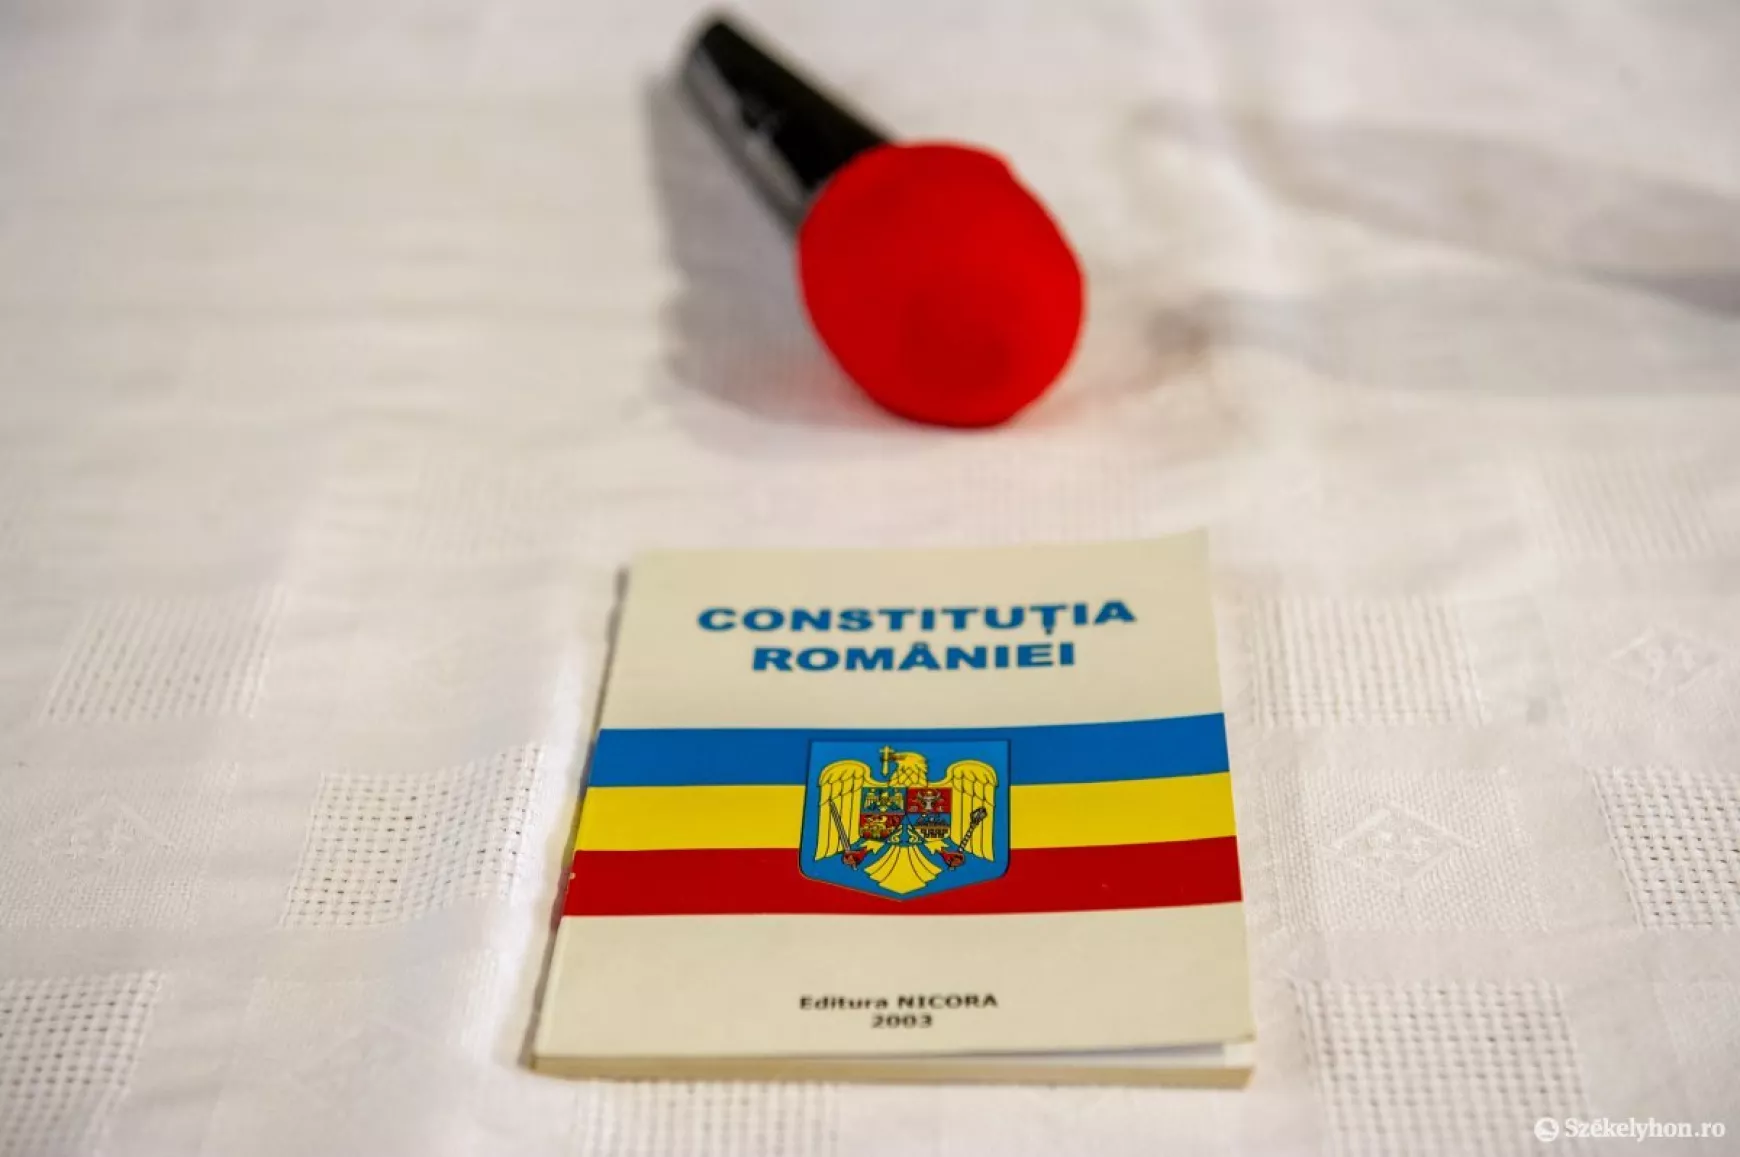 CONSTITUȚIA
ROMÂNIEI
Editura NICORA
2003
Székelyhon.ro